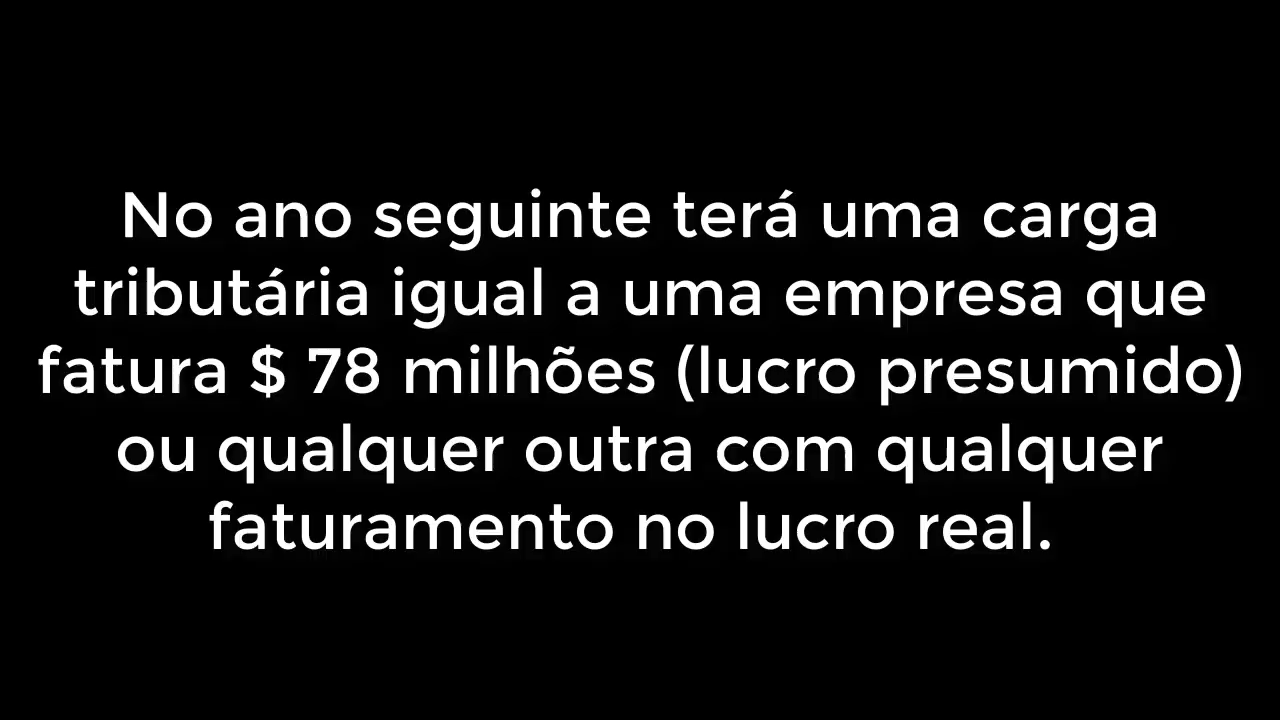 No ano seguinte terá uma carga
tributária igual a uma empresa que
fatura $ 78 milhões (lucro presumido)
ou qualquer outra com qualquer
faturamento no lucro real.